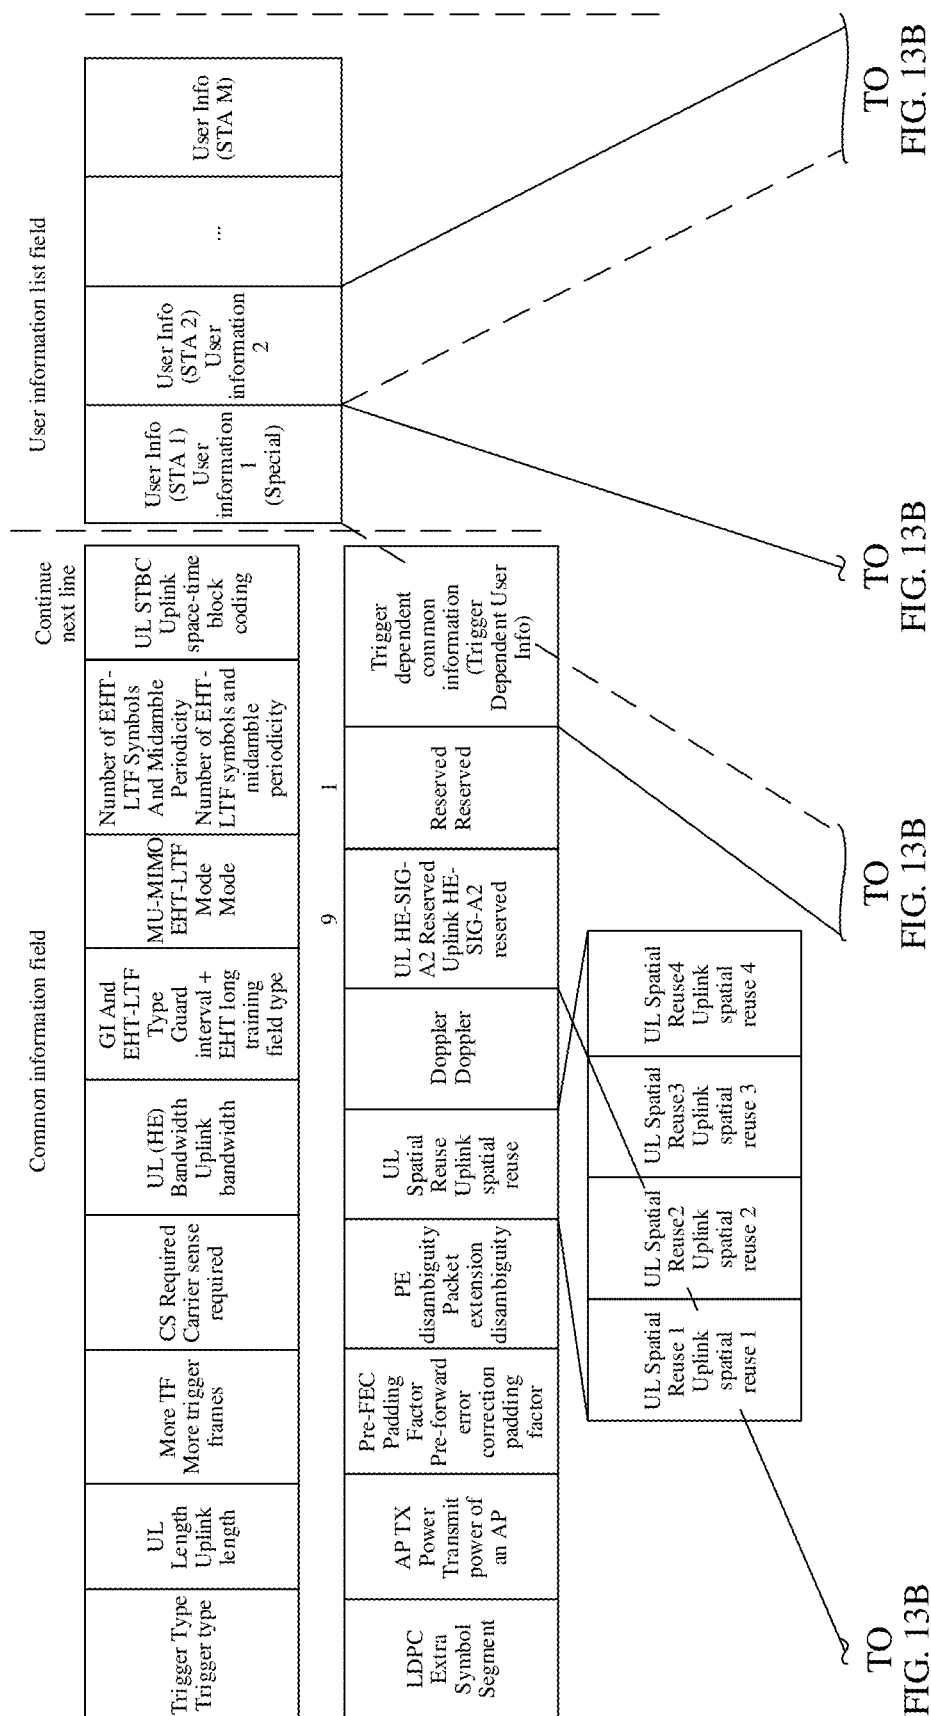 Common information field
User information list field
Continue
next line
Trigger Type
Trigger type
UL
Length
Uplink
length
More TF
More trigger
frames
CS Required
Carrier sense
required
UL (HE)
Bandwidth
Uplink
bandwidth
GI And
EHT-LTF
Type
Guard
interval +
EHT long
training
field type
MU-MIMO
EHT-LTF
Mode
Mode
Number of EHT-
LTF Symbols
And Midamble
Periodicity
Number of EHT-
LTF symbols and
midamble
periodicity
UL STBC
Uplink
space-time
block
coding
User Info
(STA 1)
User
information
1
(Special)
User Info
(STA 2)
User
information
2
...
User Info
(STA M)
9
1
LDPC
Extra
Symbol
Segment
AP TX
Power
Transmit
power of
an AP
Pre-FEC
Padding
Factor
Pre-forward
error
correction
padding
factor
PE
disambiguity
Packet
extension
disambiguity
UL
Spatial
Reuse
Uplink
spatial
reuse
Doppler
Doppler
UL HE-SIG-
A2 Reserved
Uplink HE-
SIG-A2
reserved
Reserved
Reserved
Trigger
dependent
common
information
(Trigger
Dependent User
Info)
UL Spatial
Reuse 1
Uplink
spatial
reuse 1
UL Spatial
Reuse2
Uplink
spatial
reuse 2
UL Spatial
Reuse3
Uplink
spatial
reuse 3
UL Spatial
Reuse4
Uplink
spatial
reuse 4
TO
FIG. 13B
TO
FIG. 13B
TO
FIG. 13B
TO
FIG. 13B